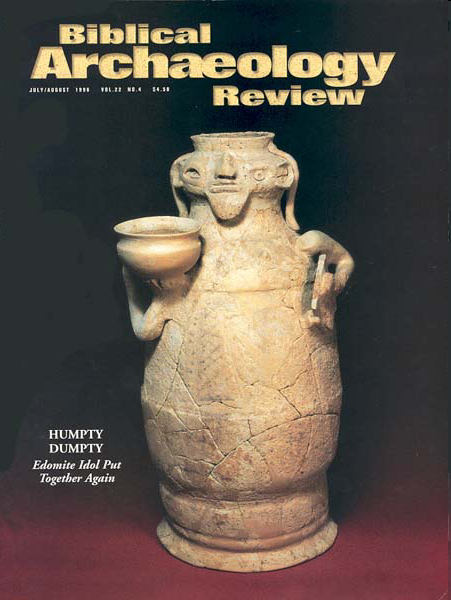 Biblical
Archaeology
Review
JULY/AUGUST 1996 VOL.22 NO.4 $4.50
HUMPTY
DUMPTY
Edomite Idol Put
Together Again